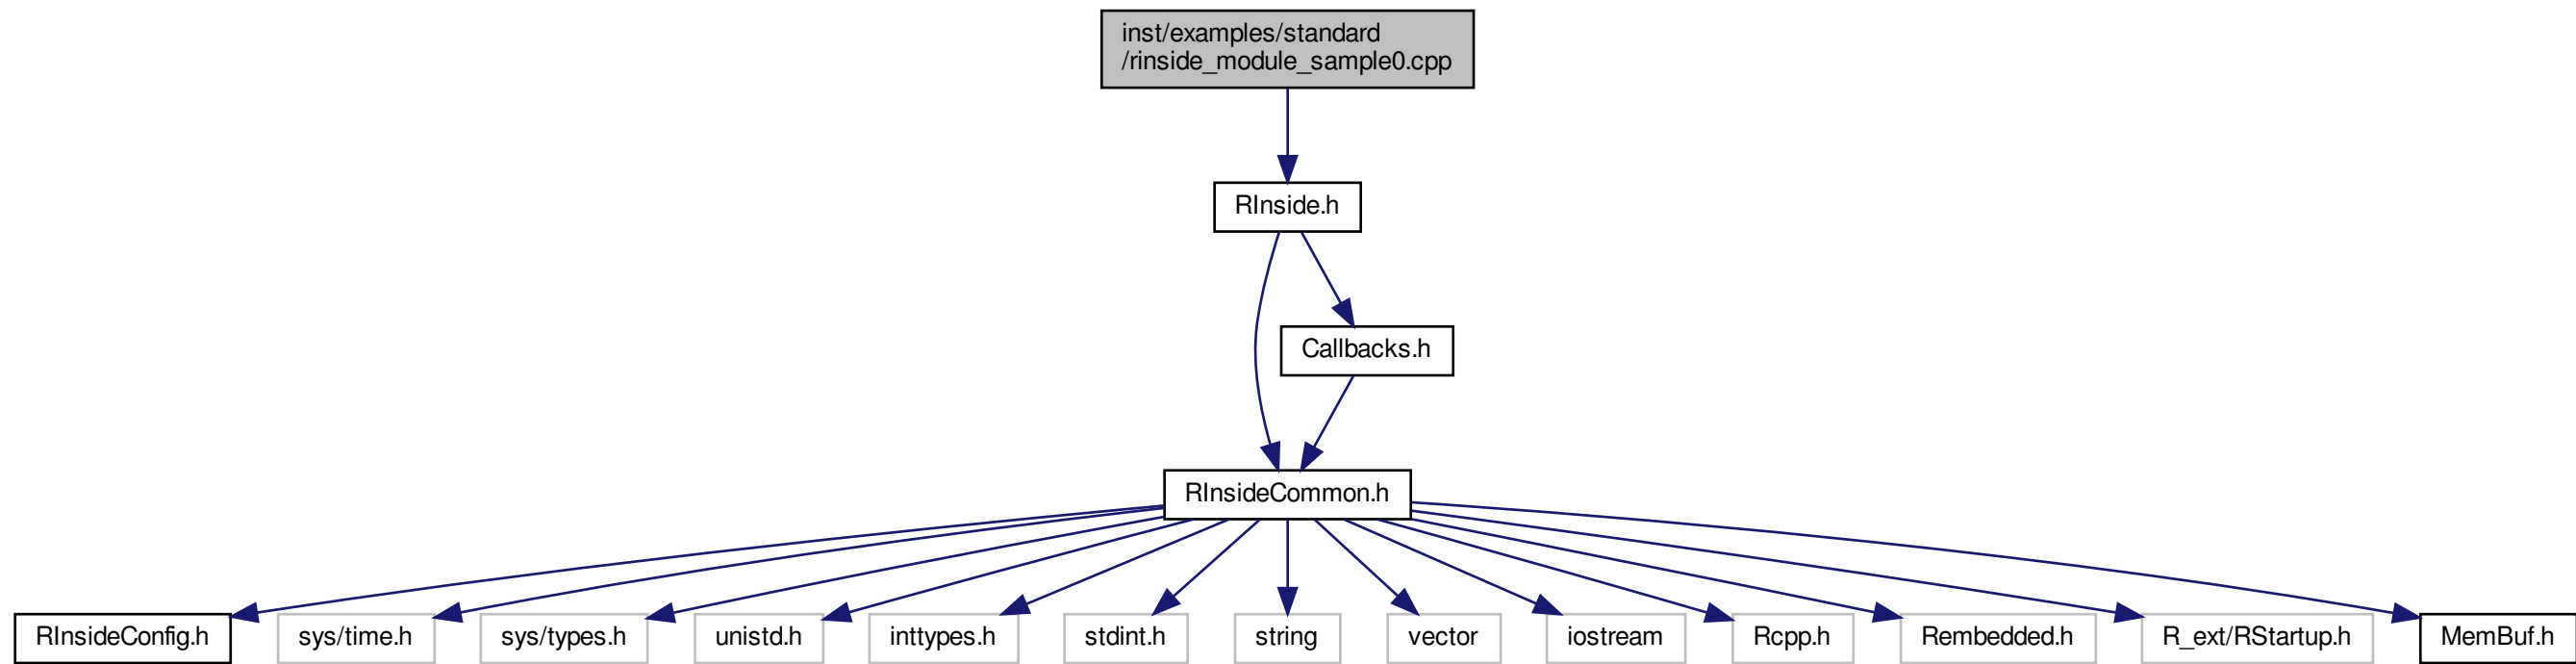 inst/examples/standard
/rinside_module_sample0.cpp
RInside.h
Callbacks.h
RInsideCommon.h
RInsideConfig.h
sys/time.h
sys/types.h
unistd.h
inttypes.h
stdint.h
string
vector
iostream
Rcpp.h
Rembedded.h
R_ext/RStartup.h
MemBuf.h